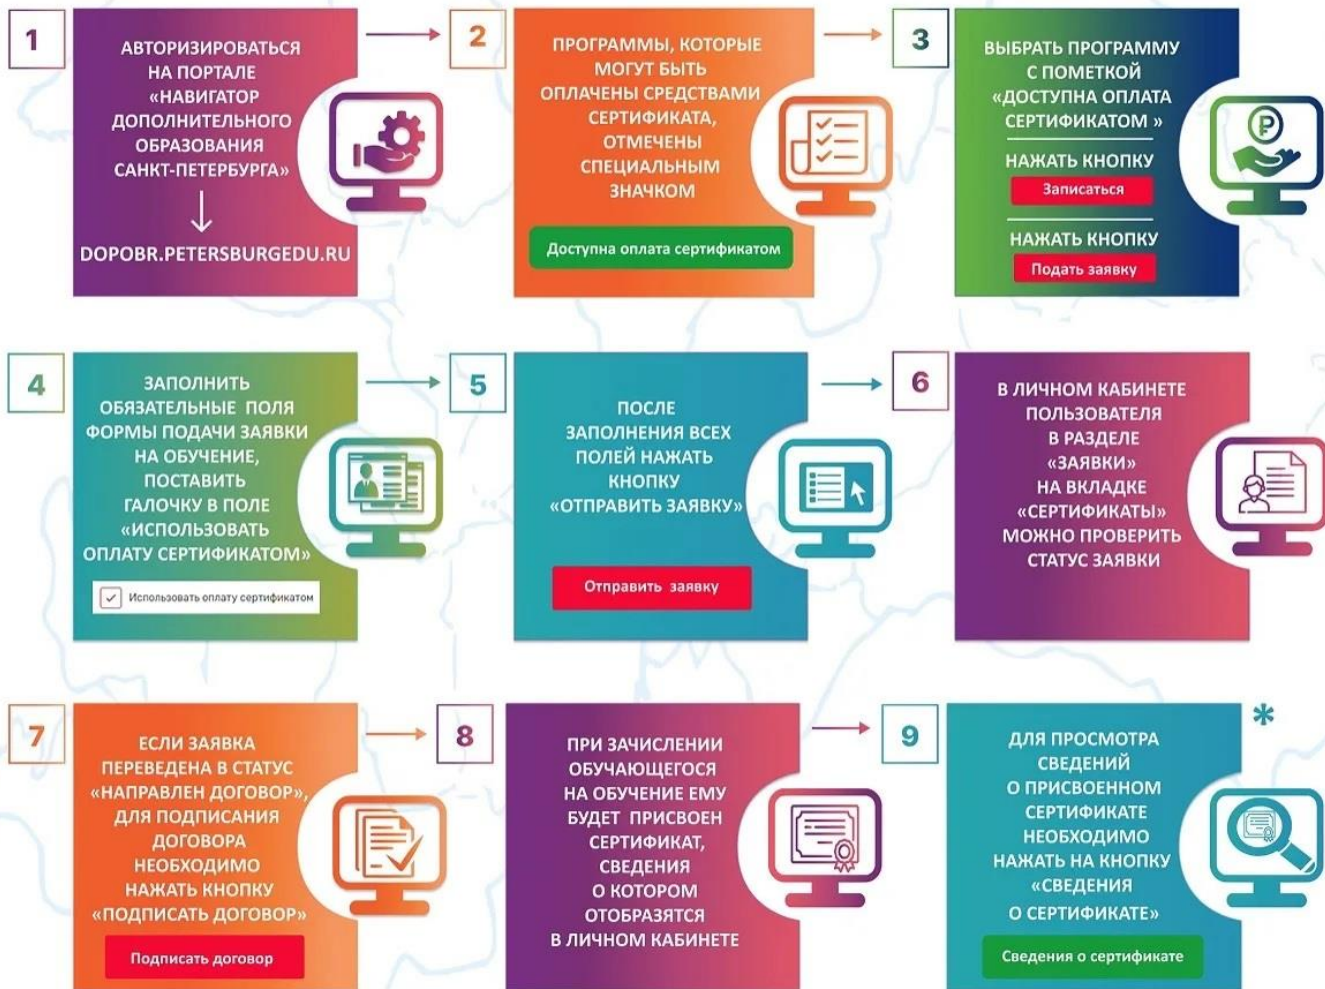 1
АВТОРИЗИРОВАТЬСЯ
НА ПОРТАЛЕ
«НАВИГАТОР
ДОПОЛНИТЕЛЬНОГО
ОБРАЗОВАНИЯ
САНКТ-ПЕТЕРБУРГА»
DOPOBR.PETERSBURGEDU.RU
2
ПРОГРАММЫ, КОТОРЫЕ
МОГУТ БЫТЬ
ОПЛАЧЕНЫ СРЕДСТВАМИ
СЕРТИФИКАТА,
ОТМЕЧЕНЫ
СПЕЦИАЛЬНЫМ
ЗНАЧКОМ
Доступна оплата сертификатом
3
ВЫБРАТЬ ПРОГРАММУ
С ПОМЕТКОЙ
«ДОСТУПНА ОПЛАТА
СЕРТИФИКАТОМ »
НАЖАТЬ КНОПКУ
Записаться
НАЖАТЬ КНОПКУ
Подать заявку
4
ЗАПОЛНИТЬ
ОБЯЗАТЕЛЬНЫЕ ПОЛЯ
ФОРМЫ ПОДАЧИ ЗАЯВКИ
НА ОБУЧЕНИЕ,
ПОСТАВИТЬ
ГАЛОЧКУ В ПОЛЕ
«ИСПОЛЬЗОВАТЬ
ОПЛАТУ СЕРТИФИКАТОМ»
Использовать оплату сертификатом
5
ПОСЛЕ
ЗАПОЛНЕНИЯ ВСЕХ
ПОЛЕЙ НАЖАТЬ
КНОПКУ
«ОТПРАВИТЬ ЗАЯВКУ»
Отправить заявку
6
В ЛИЧНОМ КАБИНЕТЕ
ПОЛЬЗОВАТЕЛЯ
В РАЗДЕЛЕ
«ЗАЯВКИ»
НА ВКЛАДКЕ
«СЕРТИФИКАТЫ»
МОЖНО ПРОВЕРИТЬ
СТАТУС ЗАЯВКИ
7
ЕСЛИ ЗАЯВКА
ПЕРЕВЕДЕНА В СТАТУС
«НАПРАВЛЕН ДОГОВОР»,
ДЛЯ ПОДПИСАНИЯ
ДОГОВОРА
НЕОБХОДИМО
НАЖАТЬ КНОПКУ
«ПОДПИСАТЬ ДОГОВОР»
Подписать договор
8
ПРИ ЗАЧИСЛЕНИИ
ОБУЧАЮЩЕГОСЯ
НА ОБУЧЕНИЕ ЕМУ
БУДЕТ ПРИСВОЕН
СЕРТИФИКАТ,
СВЕДЕНИЯ
О КОТОРОМ
ОТОБРАЗЯТСЯ
В ЛИЧНОМ КАБИНЕТЕ
9
*
ДЛЯ ПРОСМОТРА
СВЕДЕНИЙ
О ПРИСВОЕННОМ
СЕРТИФИКАТЕ
НЕОБХОДИМО
НАЖАТЬ НА КНОПКУ
«СВЕДЕНИЯ
О СЕРТИФИКАТЕ»
Сведения о сертификате